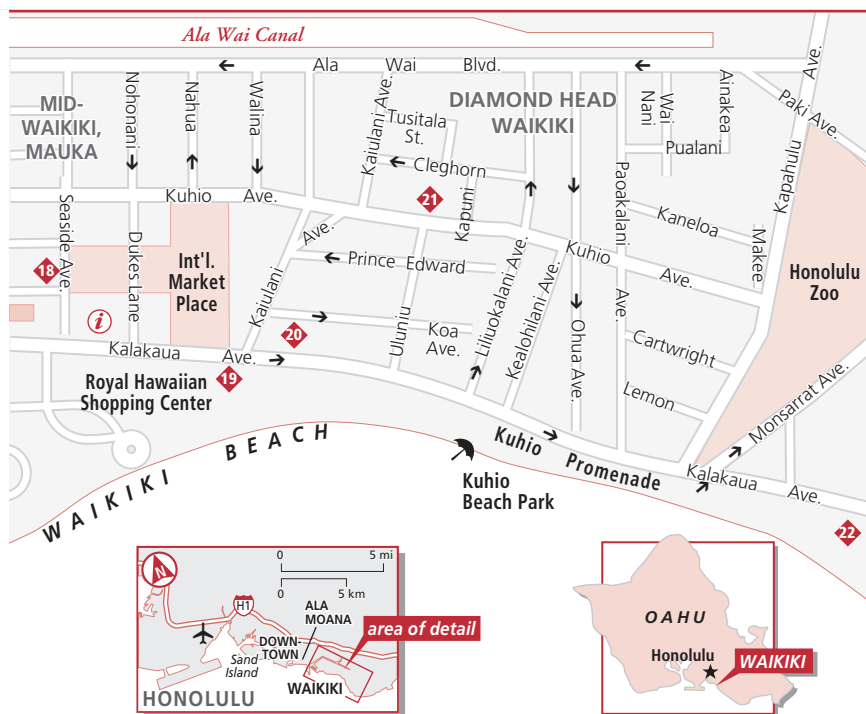 Ala Wai Canal
Ala Wai Blvd.
MID-
WAIKIKI,
MAUKA
Nohonani
Nahua
Walina
Kaiulani Ave.
Tusitala
St.
DIAMOND HEAD
WAIKIKI
Wai
Nani
Ainakea
Paki Ave.
Kapahulu Ave.
Pualani
Cleghorn
Kapuni
Paoakalani Ave.
Kuhio Ave.
21
Seaside Ave.
Dukes Lane
18
Int'l.
Market
Place
Kaiulani Ave.
Prince Edward
Kuhio Ave.
Kaneloa
Makee
Honolulu
Zoo
i
20
Uluniu
Koa
Ave.
Liliuokalani Ave.
Kealohilani Ave.
Ohua Ave.
Cartwright
Lemon
Monsarrat Ave.
Kalakaua Ave.
19
Royal Hawaiian
Shopping Center
WAIKIKI BEACH
Kuhio Promenade
Kuhio
Beach Park
Kalakaua Ave.
22
N
0 5 mi
0 5 km
H1
ALA
MOANA
area of detail
DOWN-
TOWN
Sand
Island
WAIKIKI
HONOLULU
OAHU
Honolulu
WAIKIKI